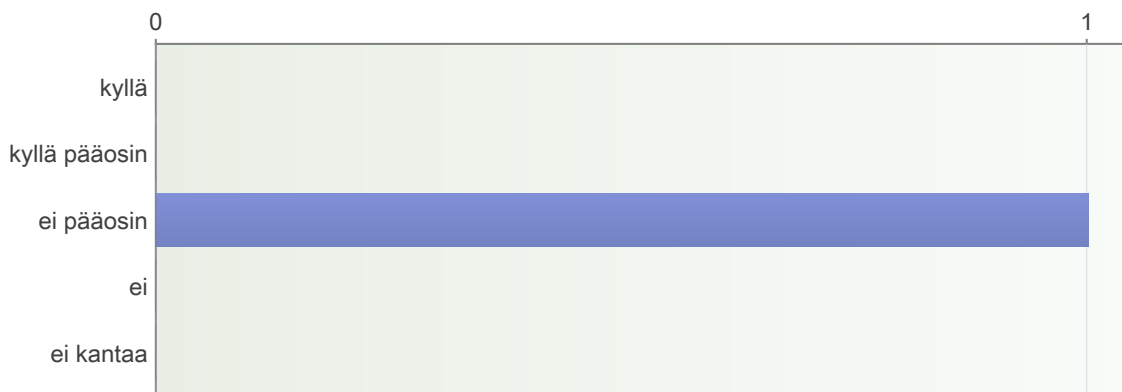 0 1
kyllä
kyllä pääosin
ei pääosin
ei
ei kantaa